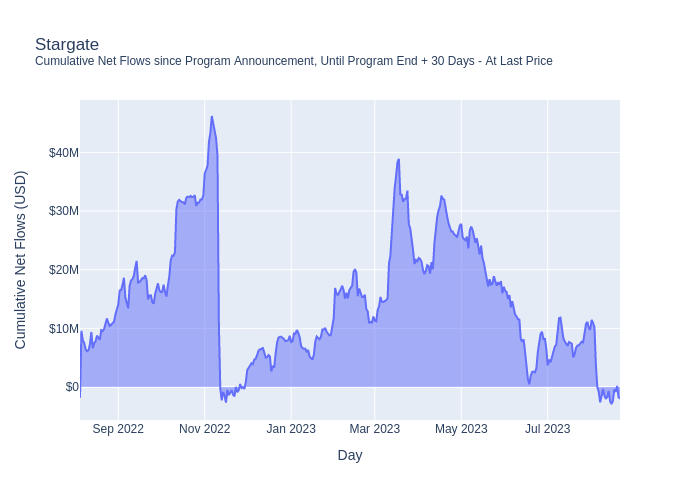 Stargate
Cumulative Net Flows since Program Announcement, Until Program End + 30 Days - At Last Price
Cumulative Net Flows (USD)
$40M
$30M
$20M
$10M
$0
Sep 2022
Nov 2022
Jan 2023
Mar 2023
May 2023
Jul 2023
Day